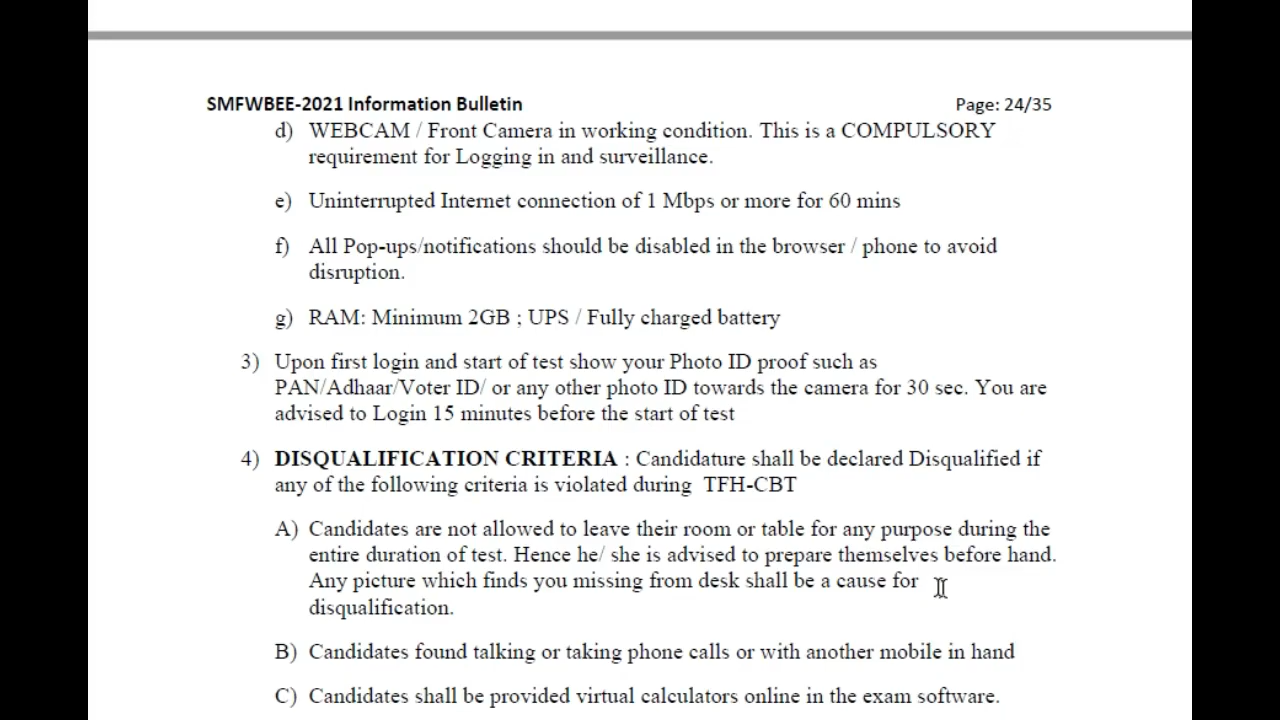 SMFWBEE-2021 Information Bulletin Page: 24/35
d) WEBCAM / Front Camera in working condition. This is a COMPULSORY
requirement for Logging in and surveillance.
e) Uninterrupted Internet connection of 1 Mbps or more for 60 mins
f) All Pop-ups/notifications should be disabled in the browser / phone to avoid
disruption.
g) RAM: Minimum 2GB ; UPS / Fully charged battery
3) Upon first login and start of test show your Photo ID proof such as
PAN/Adhaar/Voter ID/ or any other photo ID towards the camera for 30 sec. You are
advised to Login 15 minutes before the start of test
4) DISQUALIFICATION CRITERIA : Candidature shall be declared Disqualified if
any of the following criteria is violated during TFH-CBT
A) Candidates are not allowed to leave their room or table for any purpose during the
entire duration of test. Hence he/ she is advised to prepare themselves before hand.
Any picture which finds you missing from desk shall be a cause for
disqualification.
B) Candidates found talking or taking phone calls or with another mobile in hand
C) Candidates shall be provided virtual calculators online in the exam software.